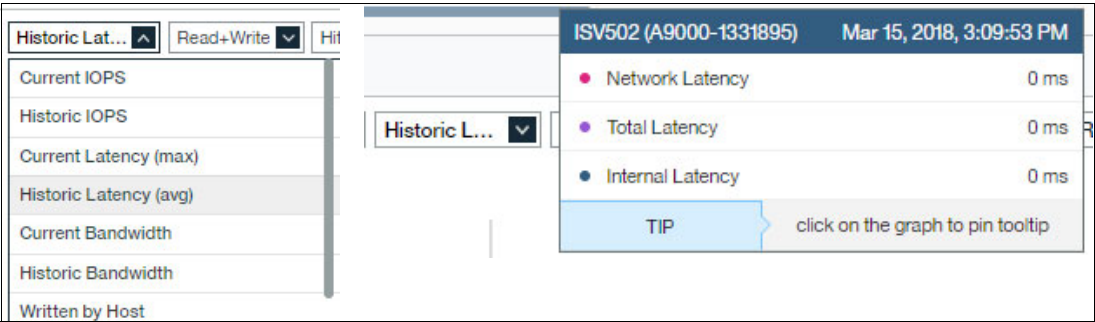 Historic Lat... Read+Write Hit
Current IOPS
Historic IOPS
Current Latency (max)
Historic Latency (avg)
Current Bandwidth
Historic Bandwidth
Written by Host
Historic L...
ISV502 (A9000-1331895) Mar 15, 2018, 3:09:53 PM
Network Latency 0 ms
Total Latency 0 ms
Internal Latency 0 ms
TIP click on the graph to pin tooltip